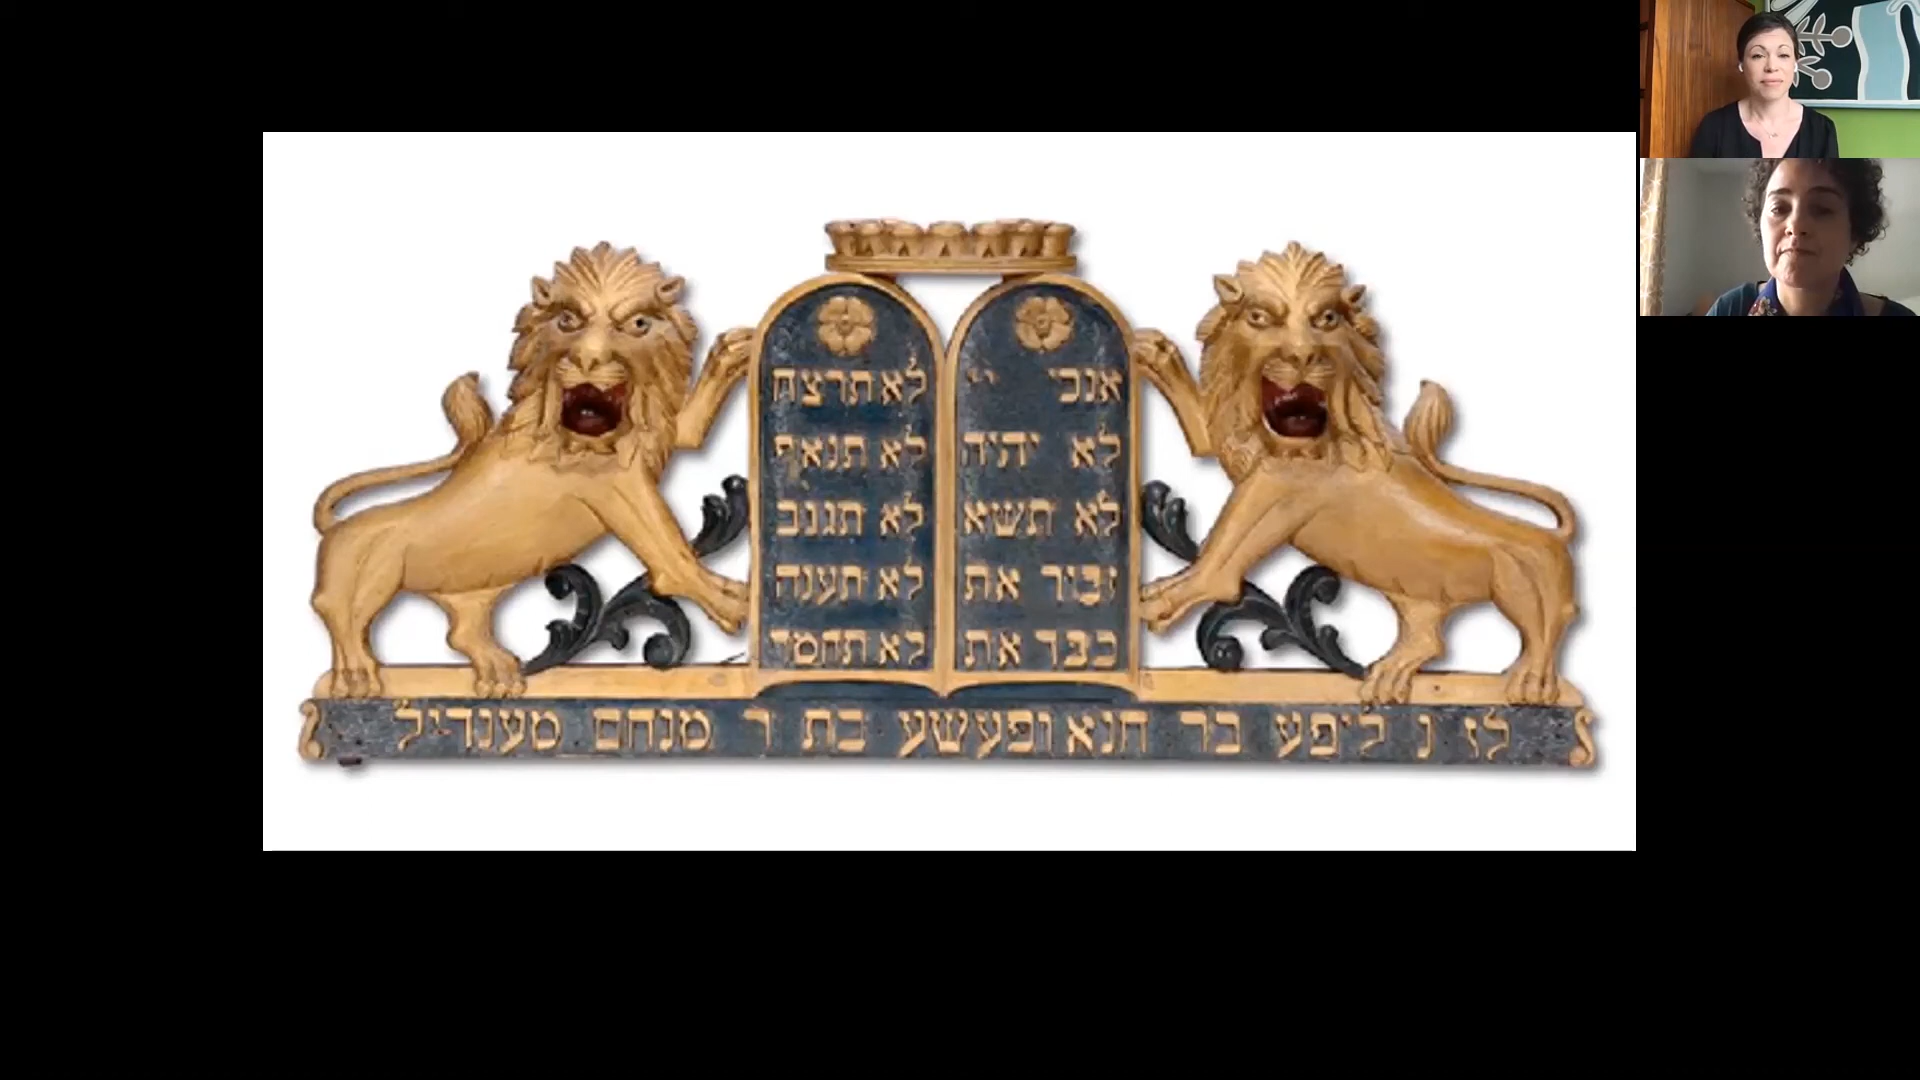 אנכי יי
לא יהיה
לא תשא
זכור את
כבד את
לא תרצח
לא תנאף
לא תגנב
לא תענה
לא תחמד
לז נ ליפע בר חנא ופעשע בת ר מנחם מענדיל